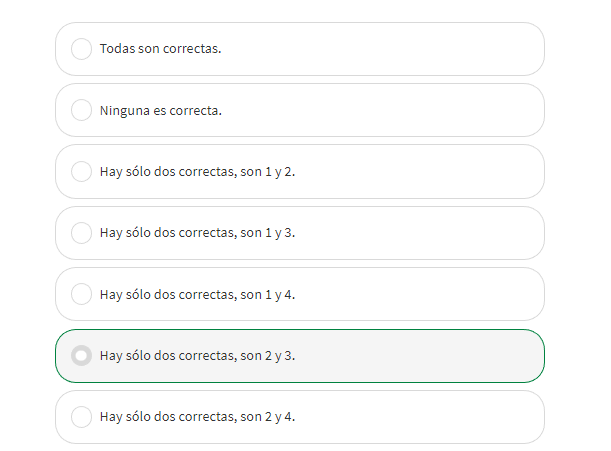 Todas son correctas.
Ninguna es correcta.
Hay sólo dos correctas, son 1 y 2.
Hay sólo dos correctas, son 1 y 3.
Hay sólo dos correctas, son 1 y 4.
Hay sólo dos correctas, son 2 y 3.
Hay sólo dos correctas, son 2 y 4.